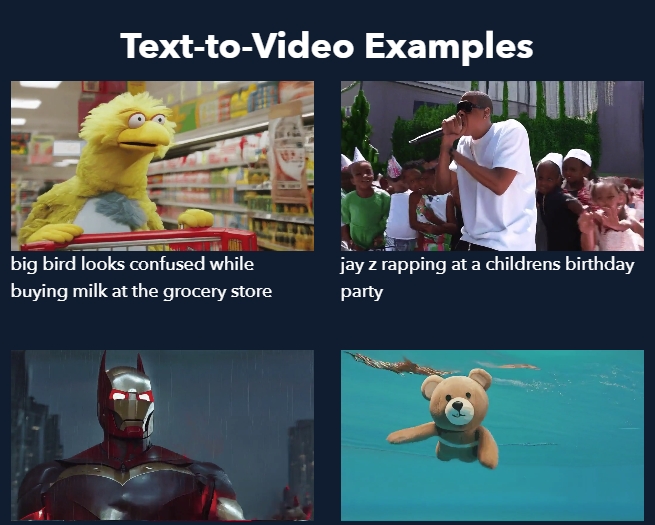 Text-to-Video Examples
big bird looks confused while
buying milk at the grocery store
jay z rapping at a childrens birthday
party